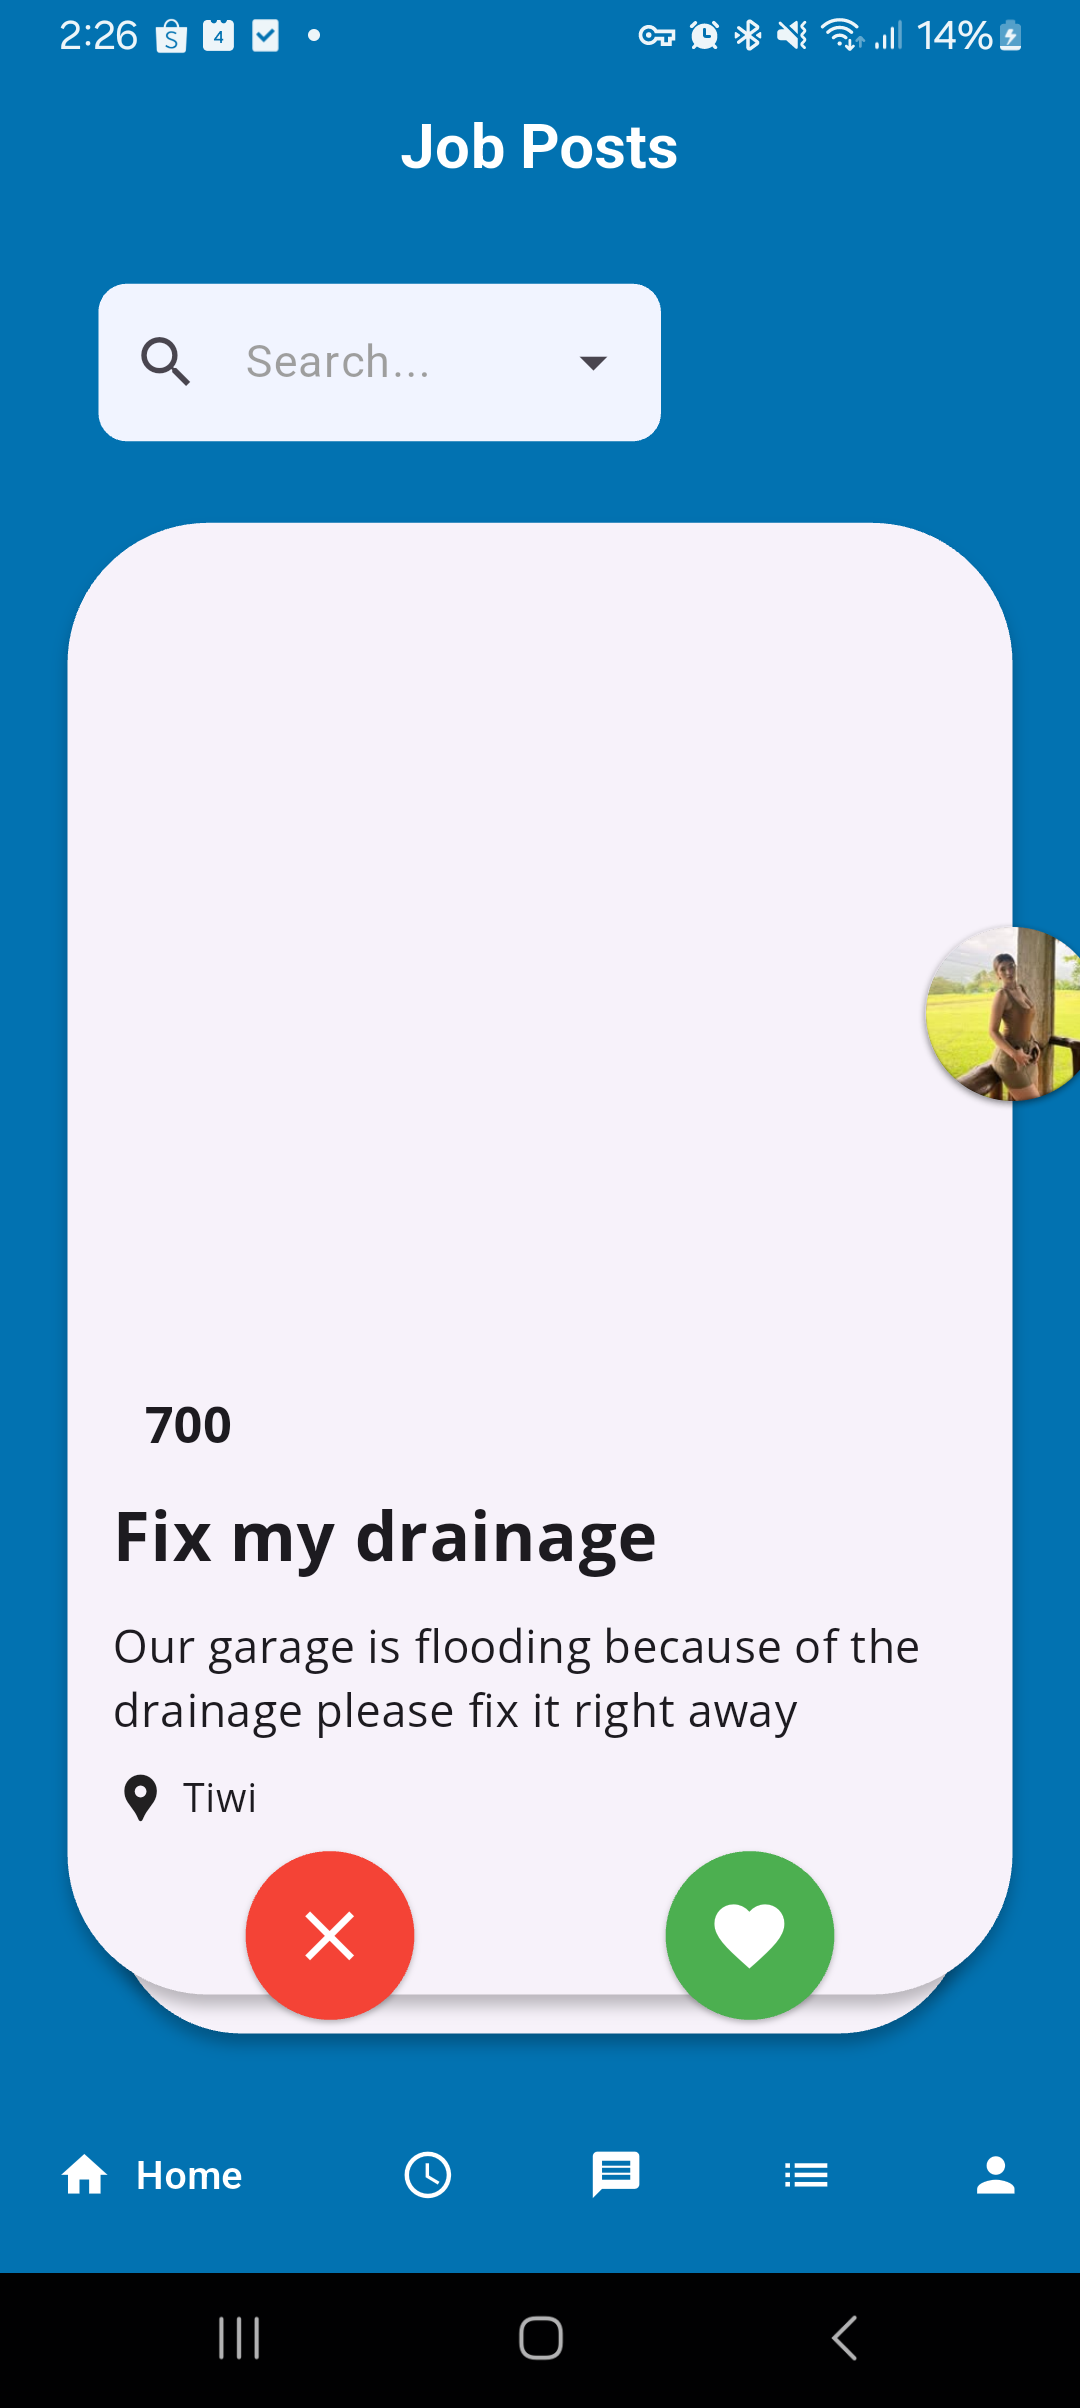 2:26
S
4
14%
Job Posts
Search...
700
Fix my drainage
Our garage is flooding because of the
drainage please fix it right away
Tiwi
Home